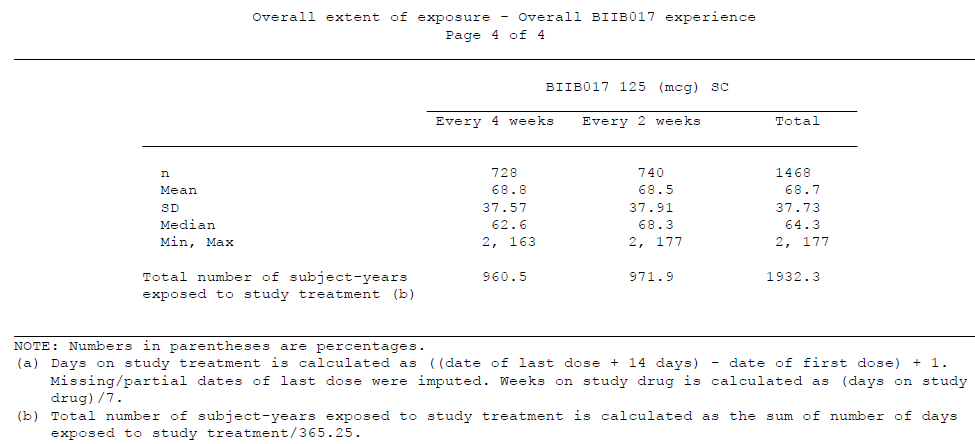 Overall extent of exposure - Overall BIIB017 experience
Page 4 of 4
BIIB017 125 (mcg) SC
Every 4 weeks Every 2 weeks Total
n 728 740 1468
Mean 68.8 68.5 68.7
SD 37.57 37.91 37.73
Median 62.6 68.3 64.3
Min, Max 2, 163 2, 177 2, 177
Total number of subject-years 960.5 971.9 1932.3
exposed to study treatment (b)
NOTE: Numbers in parentheses are percentages.
(a) Days on study treatment is calculated as ((date of last dose + 14 days) - date of first dose) + 1.
Missing/partial dates of last dose were imputed. Weeks on study drug is calculated as (days on study
drug)/7.
(b) Total number of subject-years exposed to study treatment is calculated as the sum of number of days
exposed to study treatment/365.25.